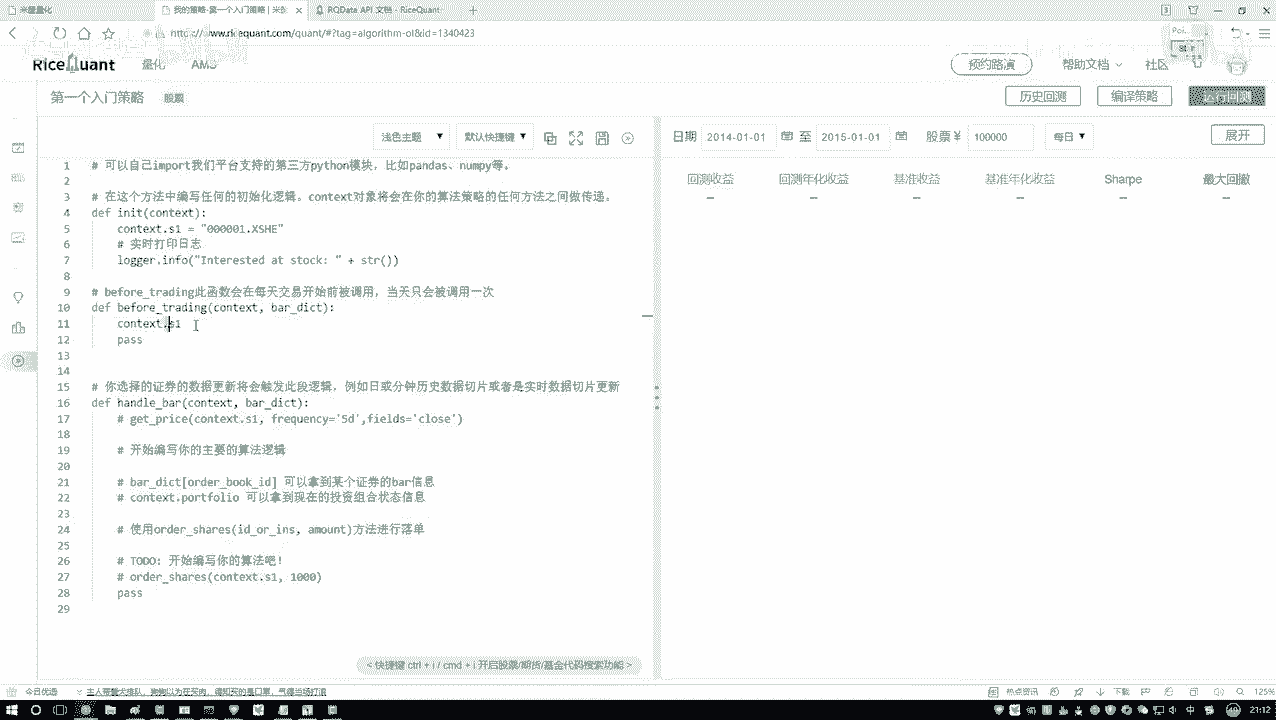 米筐量化
我的策略-第一个入门策略 | 米筐
RQData API 文档 - RiceQuant
www.ricequant.com/quant/#?tag=algorithm-ol&id=1340423
RiceQuant
量化
预约路演
帮助文档
社区
第一个入门策略
股票
历史回测
编译策略
运行回测
浅色主题
默认快捷键
日期 2014-01-01 至 2015-01-01 股票 ¥ 100000 每日
展开
回测收益 回测年化收益 基准收益 基准年化收益 Sharpe 最大回撤
-- -- -- -- -- --
1 # 可以自己import我们平台支持的第三方python模块，比如pandas、numpy等。
2
3 # 在这个方法中编写任何的初始化逻辑。context对象将会在你的算法策略的任何方法之间做传递。
4 def init(context):
5 context.s1 = "000001.XSHE"
6 # 实时打印日志
7 logger.info("Interested at stock: " + str())
8
9 # before_trading此函数会在每天交易开始前被调用，当天只会被调用一次
10 def before_trading(context, bar_dict):
11 context.s1
12 pass
13
14
15 # 你选择的证券的数据更新将会触发此段逻辑，例如日或分钟历史数据切片或者是实时数据切片更新
16 def handle_bar(context, bar_dict):
17 # get_price(context.s1, frequency='5d',fields='close')
18
19 # 开始编写你的主要的算法逻辑
20
21 # bar_dict[order_book_id] 可以拿到某个证券的bar信息
22 # context.portfolio 可以拿到现在的投资组合状态信息
23
24 # 使用order_shares(id_or_ins, amount)方法进行落单
25
26 # TODO: 开始编写你的算法吧!
27 # order_shares(context.s1, 1000)
28 pass
29
< 快捷键 ctrl + i / cmd + i 开启股票/期货/基金代码搜索功能 >
今日优选
热点资讯
下载
125%
21:12